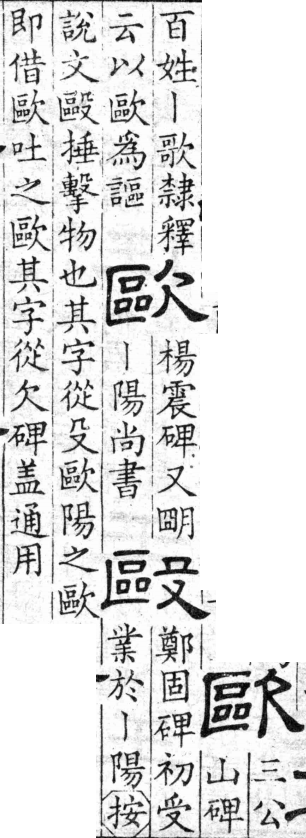 歐
三公
山碑
百姓丨歌隸釋
云以歐爲謳
歐
楊震碑又朙
丨陽尚書
毆
鄭固碑初受
業於丨陽按
說文毆捶擊物也其字從殳歐陽之歐
即借歐吐之歐其字從欠碑盖通用